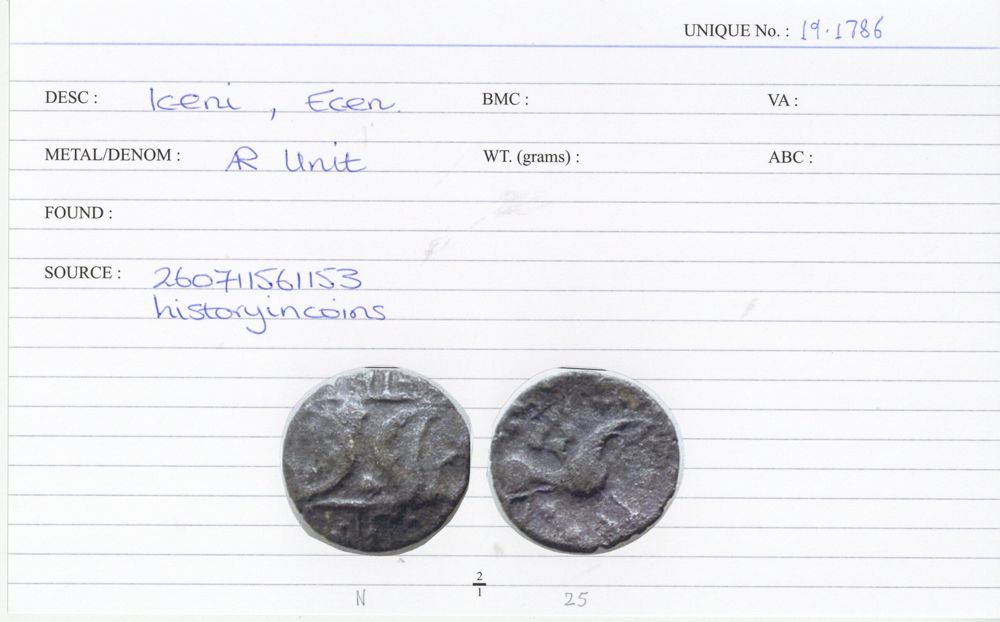 UNIQUE No. : 19.1786
DESC : Iceni , Ecen. BMC : VA :
METAL/DENOM : AR Unit WT. (grams) : ABC :
FOUND :
SOURCE : 260711561153
historyincoins
2
1
N 25